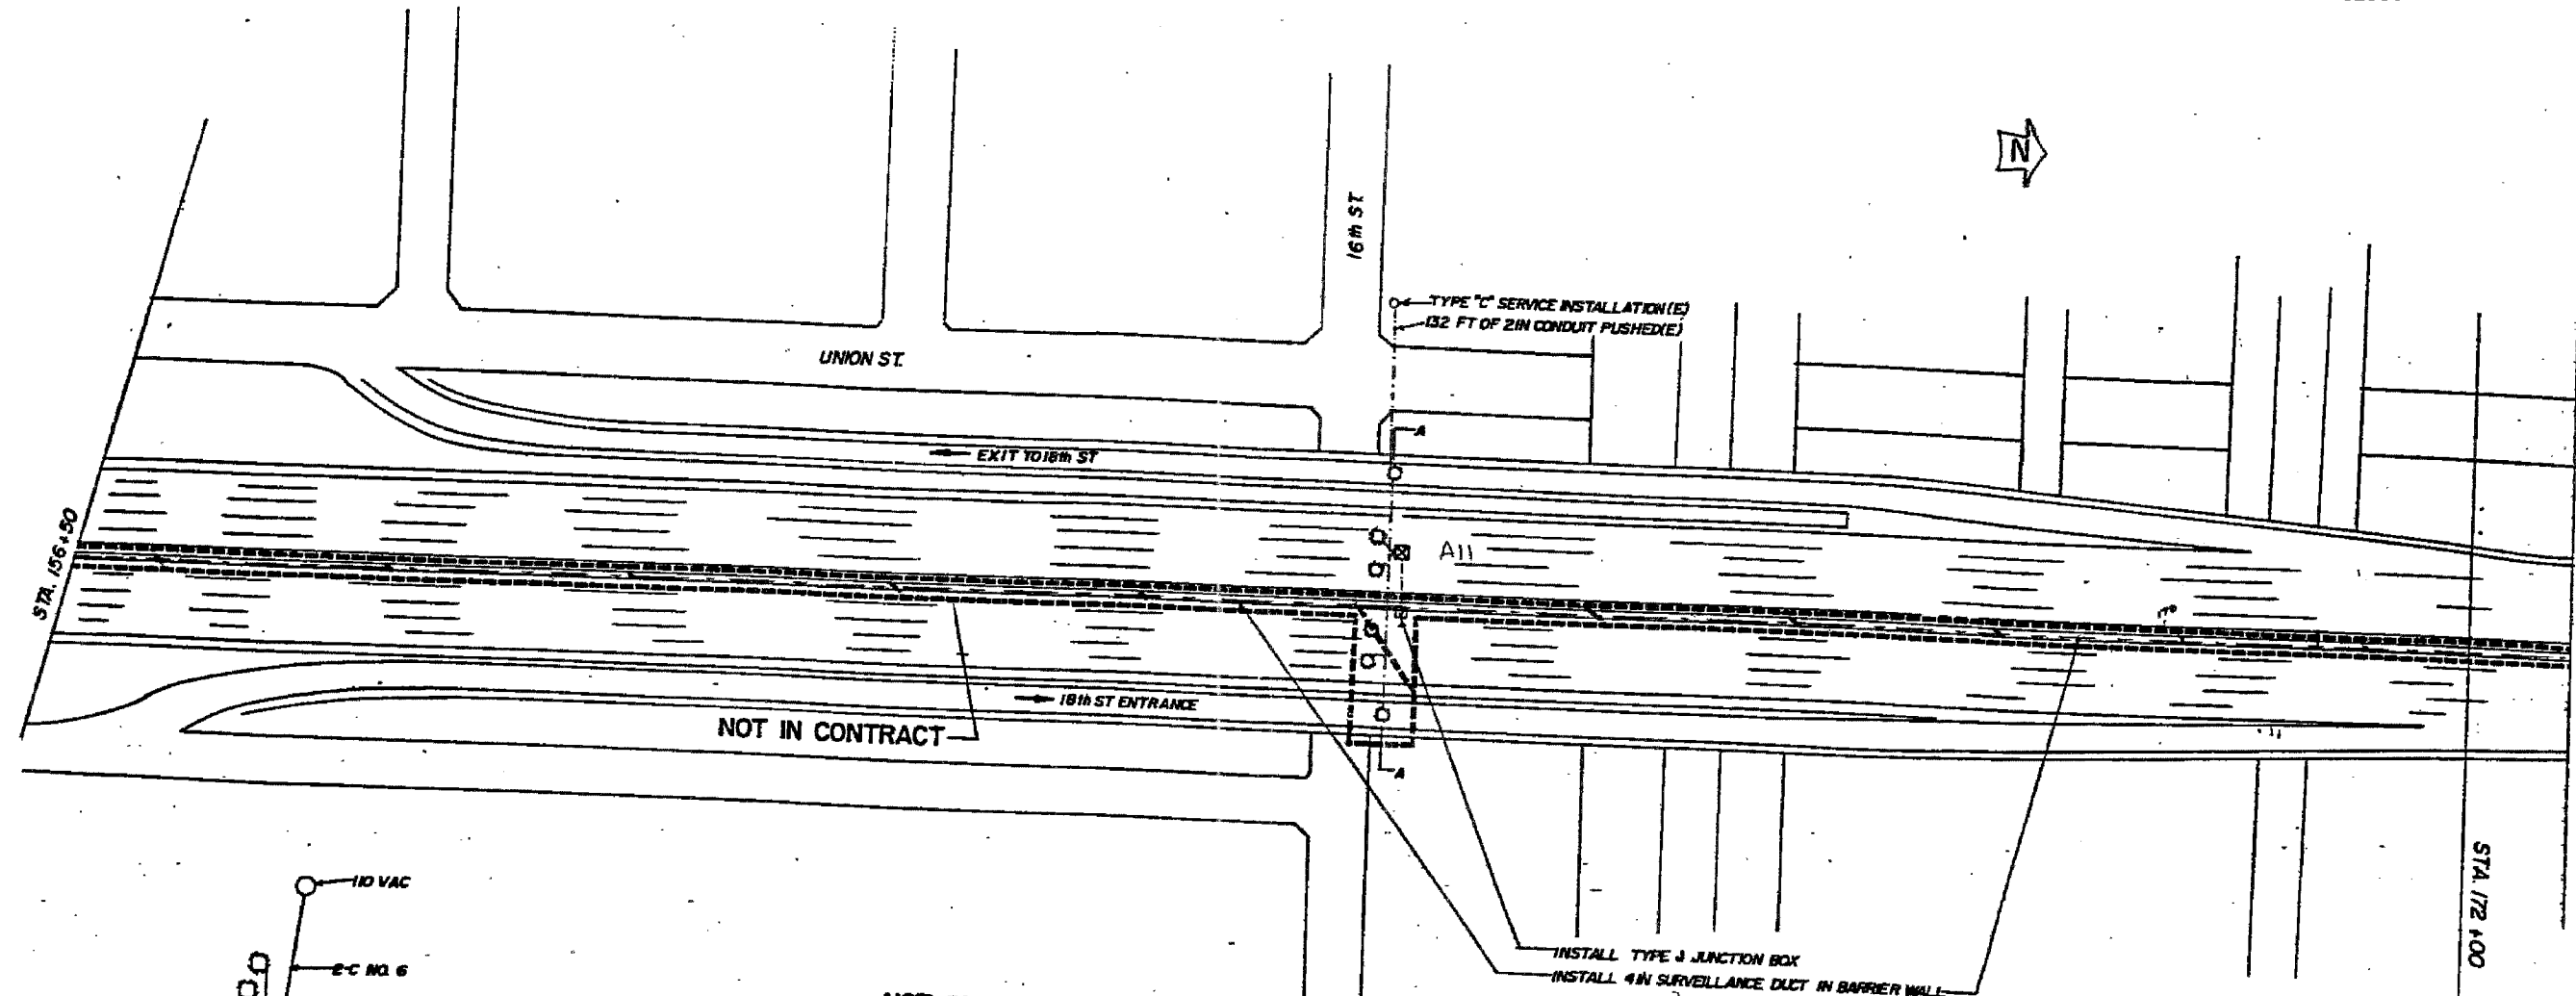 N
16th ST.
TYPE "C" SERVICE INSTALLATION(E)
132 FT OF 2IN CONDUIT PUSHED(E)
UNION ST.
A
EXIT TO 18th ST
STA. 156+50
A11
18th ST ENTRANCE
NOT IN CONTRACT
A
110 VAC
STA. 172+00
INSTALL TYPE J JUNCTION BOX
2-C NO. 6
INSTALL 4IN SURVEILLANCE DUCT IN BARRIER WALL